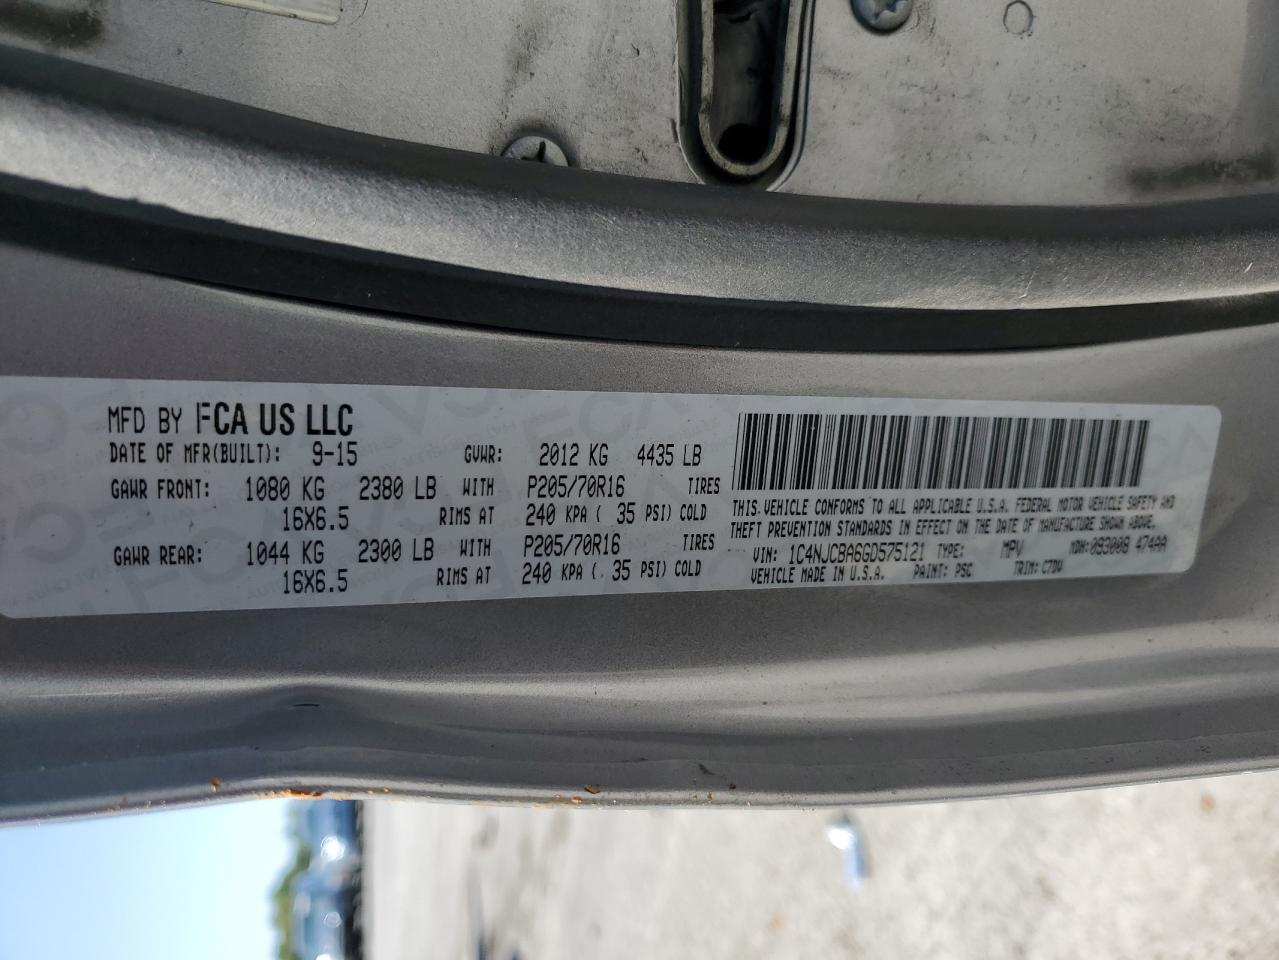 MFD BY FCA US LLC
DATE OF MFR(BUILT): 9-15 GVWR: 2012 KG 4435 LB
GAWR FRONT: 1080 KG 2380 LB WITH P205/70R16 TIRES
16X6.5 RIMS AT 240 KPA ( 35 PSI) COLD
GAWR REAR: 1044 KG 2300 LB WITH P205/70R16 TIRES
16X6.5 RIMS AT 240 KPA ( 35 PSI) COLD
THIS VEHICLE CONFORMS TO ALL APPLICABLE U.S.A. FEDERAL MOTOR VEHICLE SAFETY AND
THEFT PREVENTION STANDARDS IN EFFECT ON THE DATE OF MANUFACTURE SHOWN ABOVE.
VIN: 1C4NJCBA6GD575121 TYPE: MPV MDH: 093008 474AA
VEHICLE MADE IN U.S.A. PAINT: PSC TRIM: C7DV